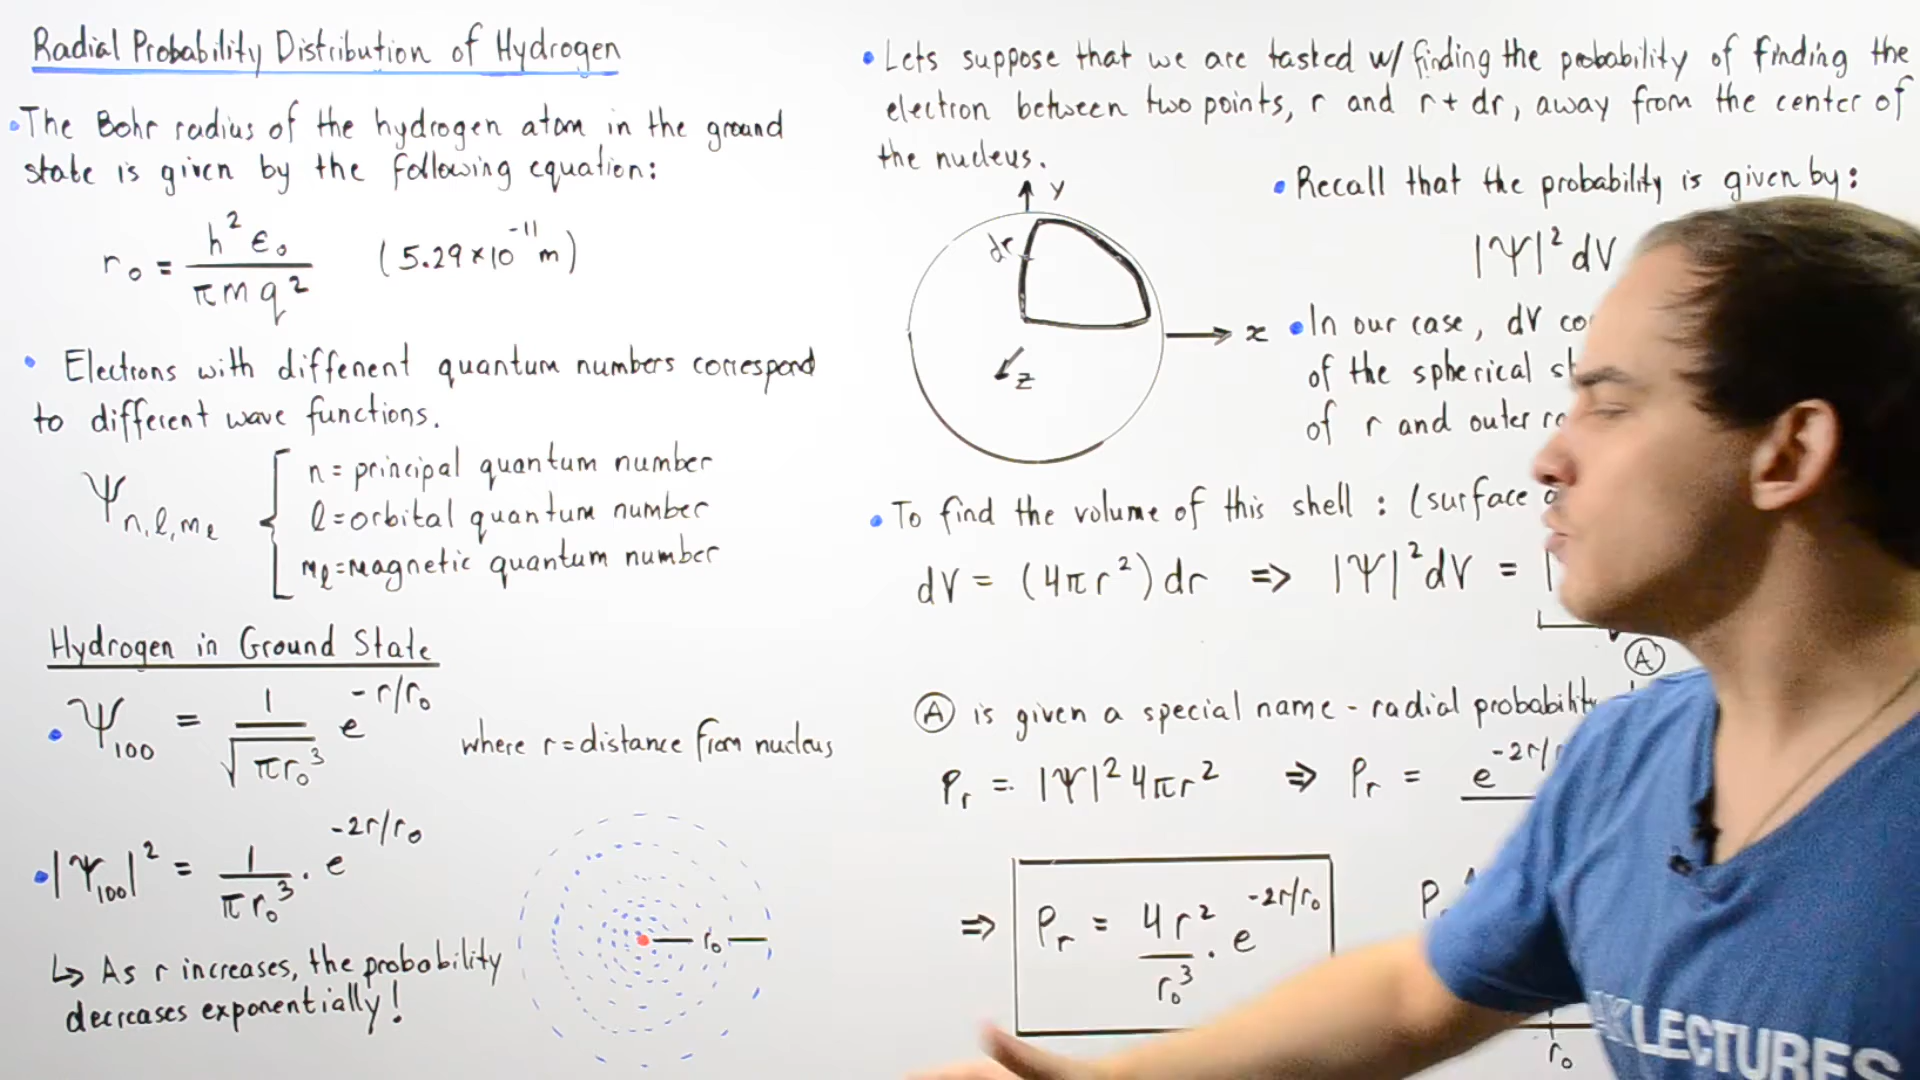 Radial Probability Distribution of Hydrogen
• The Bohr radius of the hydrogen atom in the ground
state is given by the following equation:
r₀ = h²ε₀ / πmq² (5.29×10⁻¹¹ m)
• Electrons with different quantum numbers correspond
to different wave functions.
Ψn,l,mℓ
n = principal quantum number
ℓ = orbital quantum number
mℓ = magnetic quantum number
Hydrogen in Ground State
• Ψ₁₀₀ = 1/√πr₀³ e^-r/r₀ where r = distance from nucleus
• |Ψ₁₀₀|² = 1/πr₀³ · e^-2r/r₀
↳ As r increases, the probability
decreases exponentially!
r₀
• Lets suppose that we are tasked w/ finding the probability of finding the
electron between two points, r and r + dr, away from the center of
the nucleus.
y
dr
x
z
• Recall that the probability is given by:
|Ψ|² dV
• In our case, dV
of the spherical
of r and outer
• To find the volume of this shell : (surface
dV = (4πr²)dr ⇒ |Ψ|² dV =
A
Ⓐ is given a special name - radial probability
Pr = |Ψ|² 4πr² ⇒ Pr = e^-2r/
⇒ Pr = 4r²/r₀³ · e^-2r/r₀
P
r₀
KLECTURES